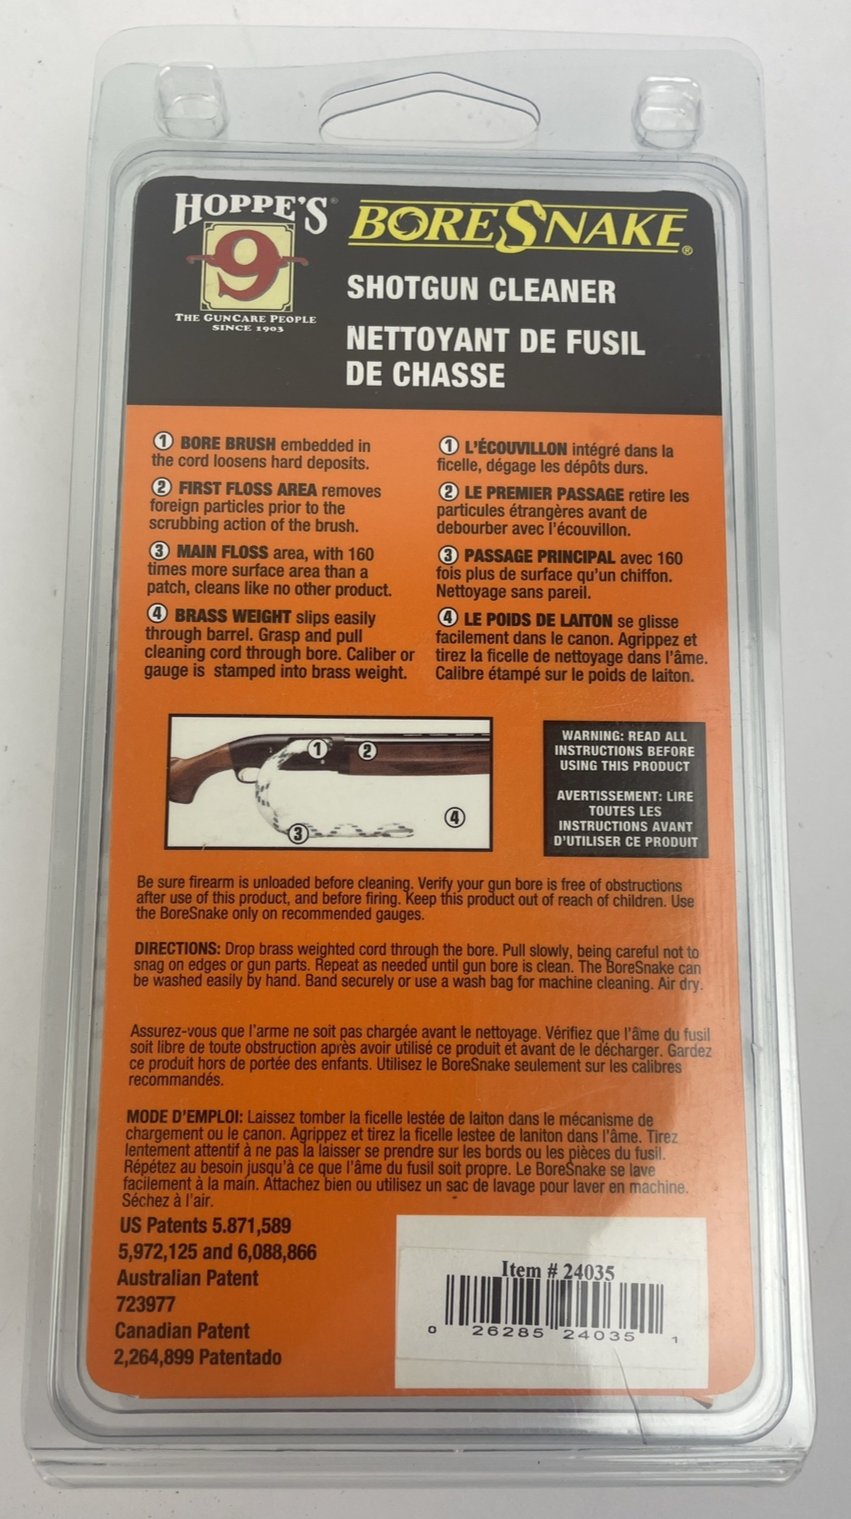 HOPPE'S®
9
THE GUNCARE PEOPLE
SINCE 1903
BORESNAKE®
SHOTGUN CLEANER
NETTOYANT DE FUSIL
DE CHASSE
1 BORE BRUSH embedded in
the cord loosens hard deposits.
2 FIRST FLOSS AREA removes
foreign particles prior to the
scrubbing action of the brush.
3 MAIN FLOSS area, with 160
times more surface area than a
patch, cleans like no other product.
4 BRASS WEIGHT slips easily
through barrel. Grasp and pull
cleaning cord through bore. Caliber or
gauge is stamped into brass weight.
1 L'ÉCOUVILLON intégré dans la
ficelle, dégage les dépôts durs.
2 LE PREMIER PASSAGE retire les
particules étrangères avant de
debourber avec l'écouvillon.
3 PASSAGE PRINCIPAL avec 160
fois plus de surface qu'un chiffon.
Nettoyage sans pareil.
4 LE POIDS DE LAITON se glisse
facilement dans le canon. Agrippez et
tirez la ficelle de nettoyage dans l'âme.
Calibre étampé sur le poids de laiton.
1
2
3
4
WARNING: READ ALL
INSTRUCTIONS BEFORE
USING THIS PRODUCT
AVERTISSEMENT: LIRE
TOUTES LES
INSTRUCTIONS AVANT
D'UTILISER CE PRODUIT
Be sure firearm is unloaded before cleaning. Verify your gun bore is free of obstructions
after use of this product, and before firing. Keep this product out of reach of children. Use
the BoreSnake only on recommended gauges.
DIRECTIONS: Drop brass weighted cord through the bore. Pull slowly, being careful not to
snag on edges or gun parts. Repeat as needed until gun bore is clean. The BoreSnake can
be washed easily by hand. Band securely or use a wash bag for machine cleaning. Air dry.
Assurez-vous que l'arme ne soit pas chargée avant le nettoyage. Vérifiez que l'âme du fusil
soit libre de toute obstruction après avoir utilisé ce produit et avant de le décharger. Gardez
ce produit hors de portée des enfants. Utilisez le BoreSnake seulement sur les calibres
recommandés.
MODE D'EMPLOI: Laissez tomber la ficelle lestée de laiton dans le mécanisme de
chargement ou le canon. Agrippez et tirez la ficelle lestee de laniton dans l'âme. Tirez
lentement attentif à ne pas la laisser se prendre sur les bords ou les pièces du fusil.
Répétez au besoin jusqu'à ce que l'âme du fusil soit propre. Le BoreSnake se lave
facilement à la main. Attachez bien ou utilisez un sac de lavage pour laver en machine.
Séchez à l'air.
US Patents 5.871,589
5,972,125 and 6,088,866
Australian Patent
723977
Canadian Patent
2,264,899 Patentado
Item # 24035
0 26285 24035 1